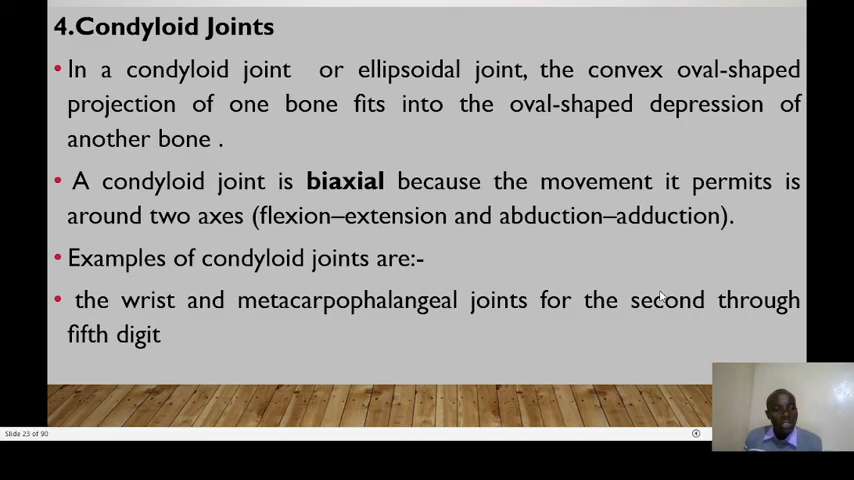 4.Condyloid Joints
• In a condyloid joint or ellipsoidal joint, the convex oval-shaped
projection of one bone fits into the oval-shaped depression of
another bone .
• A condyloid joint is biaxial because the movement it permits is
around two axes (flexion–extension and abduction–adduction).
• Examples of condyloid joints are:-
• the wrist and metacarpophalangeal joints for the second through
fifth digit
Slide 23 of 90